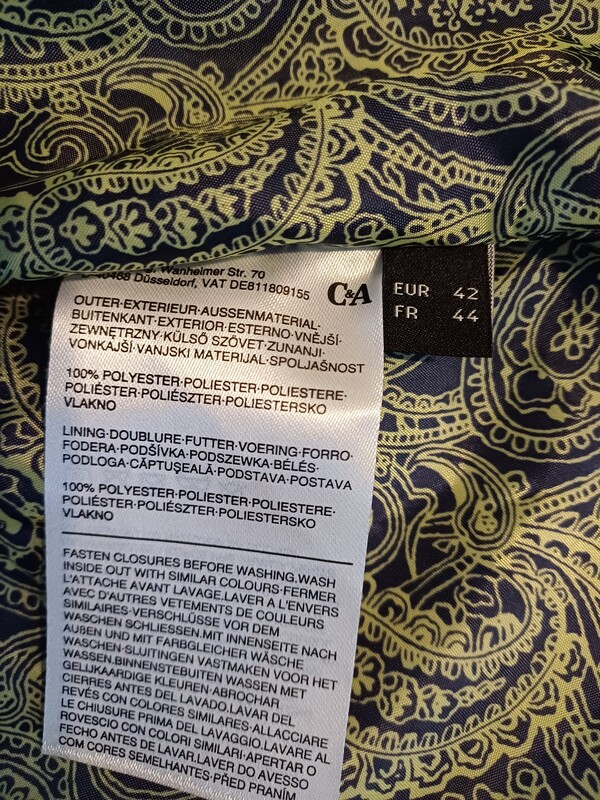 Wanheimer Str. 70
40468 Düsseldorf, VAT DE811809155
C&A
EUR 42
FR 44
OUTER·EXTERIEUR·AUSSENMATERIAL·
BUITENKANT·EXTERIOR·ESTERNO·VNĚJŠÍ·
ZEWNĘTRZNY·KÜLSŐ SZÖVET·ZUNANJI·
VONKAJŠÍ·VANJSKI MATERIJAL·SPOLJAŠNOST
100% POLYESTER·POLIESTER·POLIESTERE·
POLIÉSTER·POLIÉSZTER·POLIESTERSKO
VLAKNO
LINING·DOUBLURE·FUTTER·VOERING·FORRO·
FODERA·PODŠÍVKA·PODSZEWKA·BÉLÉS·
PODLOGA·CĂPTUŞEALĂ·PODSTAVA·POSTAVA
100% POLYESTER·POLIESTER·POLIESTERE·
POLIÉSTER·POLIÉSZTER·POLIESTERSKO
VLAKNO
FASTEN CLOSURES BEFORE WASHING.WASH
INSIDE OUT WITH SIMILAR COLOURS·FERMER
L'ATTACHE AVANT LAVAGE.LAVER A L'ENVERS
AVEC D'AUTRES VETEMENTS DE COULEURS
SIMILAIRES·VERSCHLÜSSE VOR DEM
WASCHEN SCHLIESSEN.MIT INNENSEITE NACH
AUßEN UND MIT FARBGLEICHER WÄSCHE
WASCHEN·SLUITINGEN VASTMAKEN VOOR HET
WASSEN.BINNENSTEBUITEN WASSEN MET
GELIJKAARDIGE KLEUREN·ABROCHAR
CIERRES ANTES DEL LAVADO.LAVAR DEL
REVÉS CON COLORES SIMILARES·ALLACCIARE
LE CHIUSURE PRIMA DEL LAVAGGIO.LAVARE AL
ROVESCIO CON COLORI SIMILARI·APERTAR O
FECHO ANTES DE LAVAR.LAVER DO AVESSO
COM CORES SEMELHANTES·PŘED PRANÍM